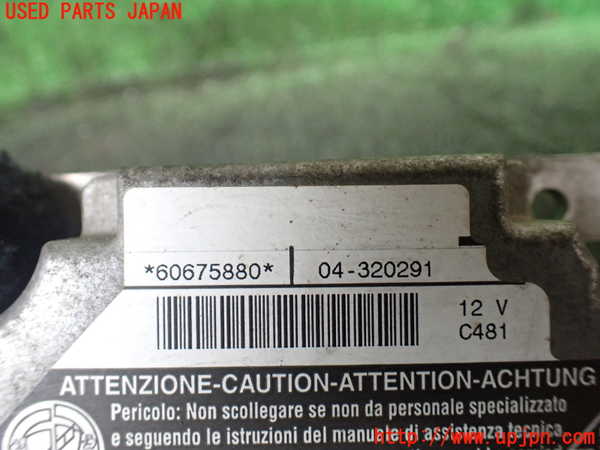 USED PARTS JAPAN
*60675880* 04-320291
12 V
C481
ATTENZIONE-CAUTION-ATTENTION-ACHTUNG
Pericolo: Non scollegare se non da personale specializzato
e seguendo le istruzioni del manuale di assistenza tecnica
http://www.upjpn.com/